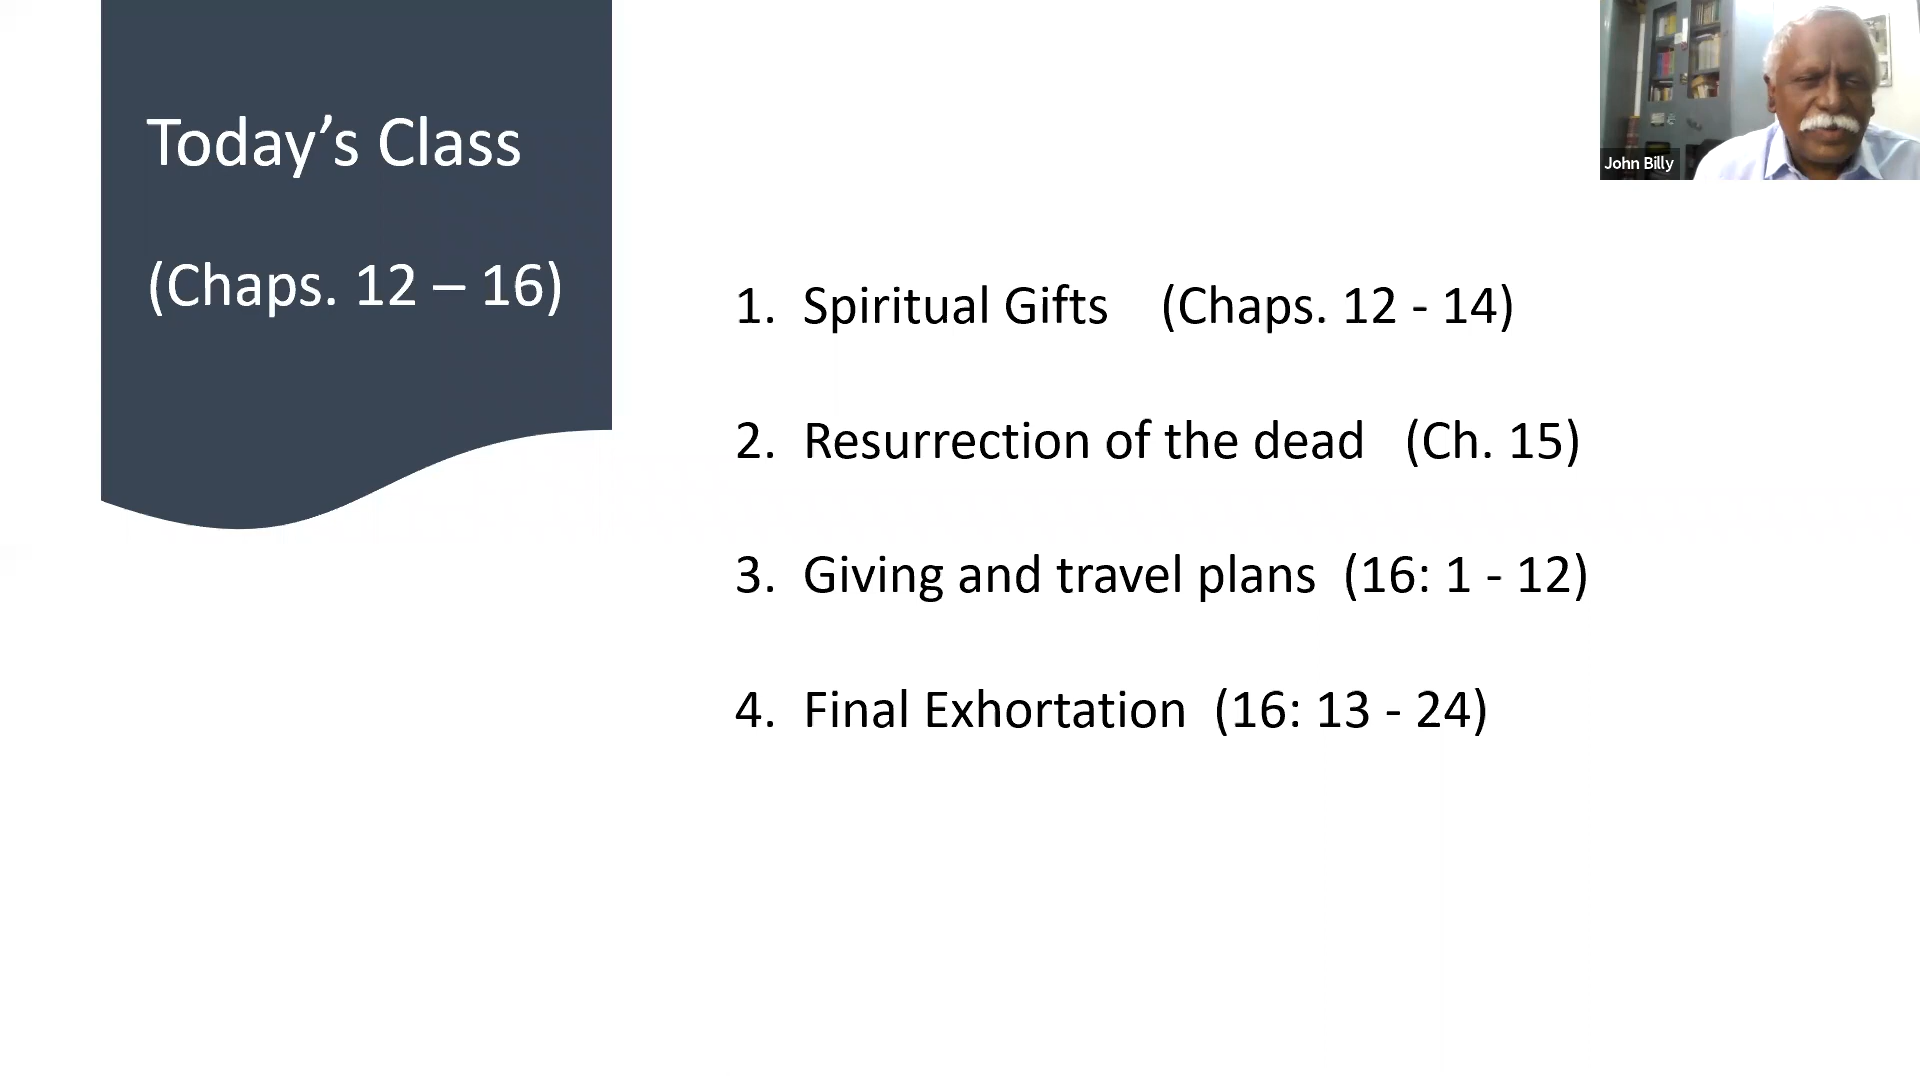 Today’s Class
(Chaps. 12 – 16)
1. Spiritual Gifts (Chaps. 12 - 14)
2. Resurrection of the dead (Ch. 15)
3. Giving and travel plans (16: 1 - 12)
4. Final Exhortation (16: 13 - 24)
John Billy